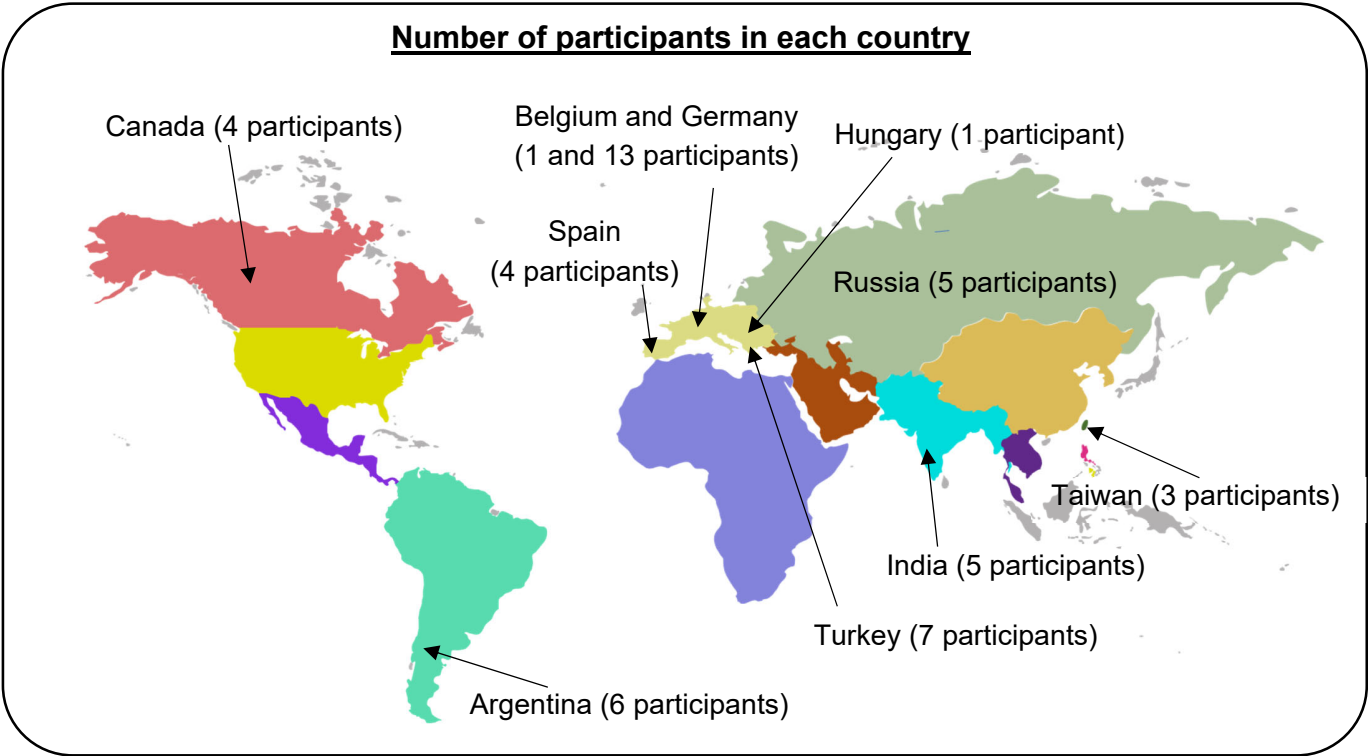 Number of participants in each country
Canada (4 participants)
Belgium and Germany
(1 and 13 participants)
Hungary (1 participant)
Spain
(4 participants)
Russia (5 participants)
Taiwan (3 participants)
India (5 participants)
Turkey (7 participants)
Argentina (6 participants)